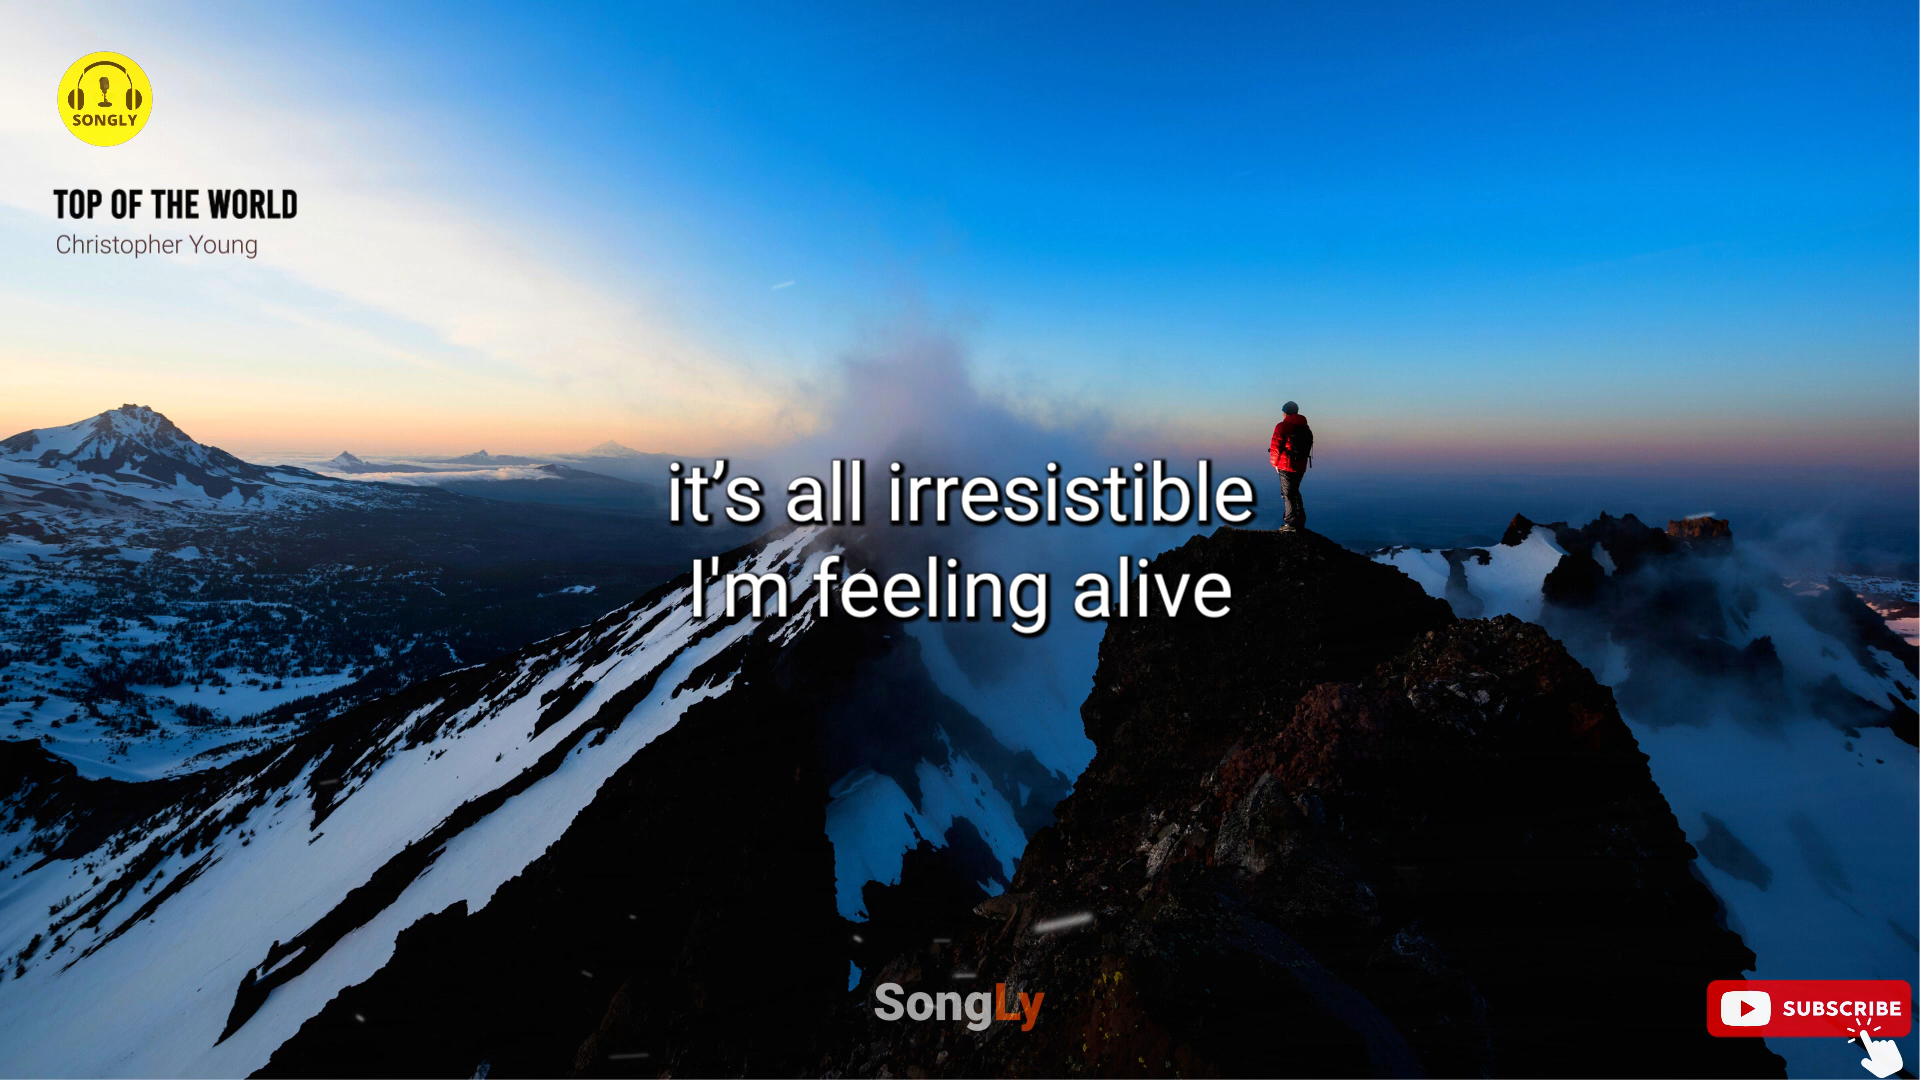 SONGLY
TOP OF THE WORLD
Christopher Young
it’s all irresistible
I'm feeling alive
SongLy
SUBSCRIBE